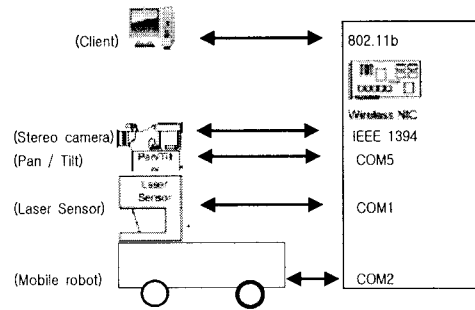 (Client)
802.11b
Wireless NIC
(Stereo camera)
IEEE 1394
(Pan / Tilt)
Pan/Tilt
COM5
Laser
Sensor
(Laser Sensor)
COM1
(Mobile robot)
COM2